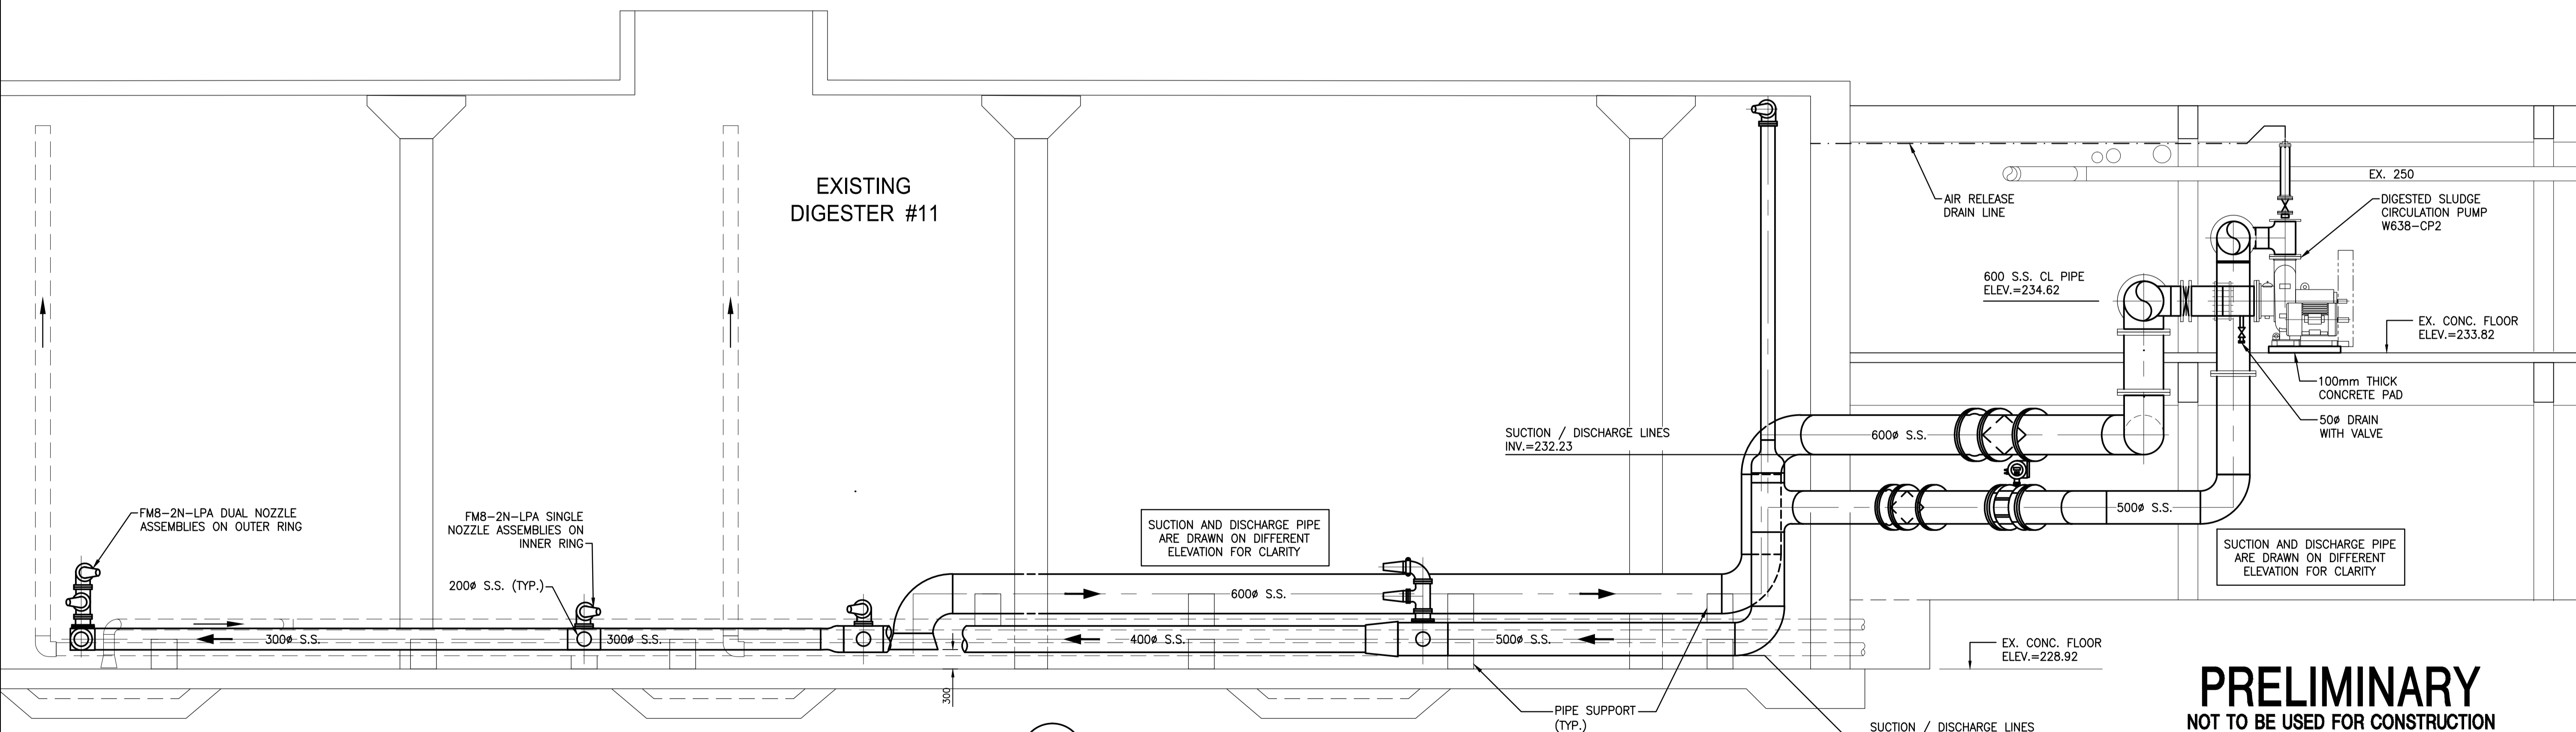 EXISTING
DIGESTER #11
AIR RELEASE
DRAIN LINE
EX. 250
DIGESTED SLUDGE
CIRCULATION PUMP
W638-CP2
600 S.S. CL PIPE
ELEV.=234.62
EX. CONC. FLOOR
ELEV.=233.82
100mm THICK
CONCRETE PAD
50ø DRAIN
WITH VALVE
SUCTION / DISCHARGE LINES
INV.=232.23
600ø S.S.
500ø S.S.
FM8-2N-LPA DUAL NOZZLE
ASSEMBLIES ON OUTER RING
FM8-2N-LPA SINGLE
NOZZLE ASSEMBLIES ON
INNER RING
200ø S.S. (TYP.)
SUCTION AND DISCHARGE PIPE
ARE DRAWN ON DIFFERENT
ELEVATION FOR CLARITY
SUCTION AND DISCHARGE PIPE
ARE DRAWN ON DIFFERENT
ELEVATION FOR CLARITY
600ø S.S.
300ø S.S.
300ø S.S.
400ø S.S.
500ø S.S.
EX. CONC. FLOOR
ELEV.=228.92
300
PIPE SUPPORT
(TYP.)
SUCTION / DISCHARGE LINES
PRELIMINARY
NOT TO BE USED FOR CONSTRUCTION